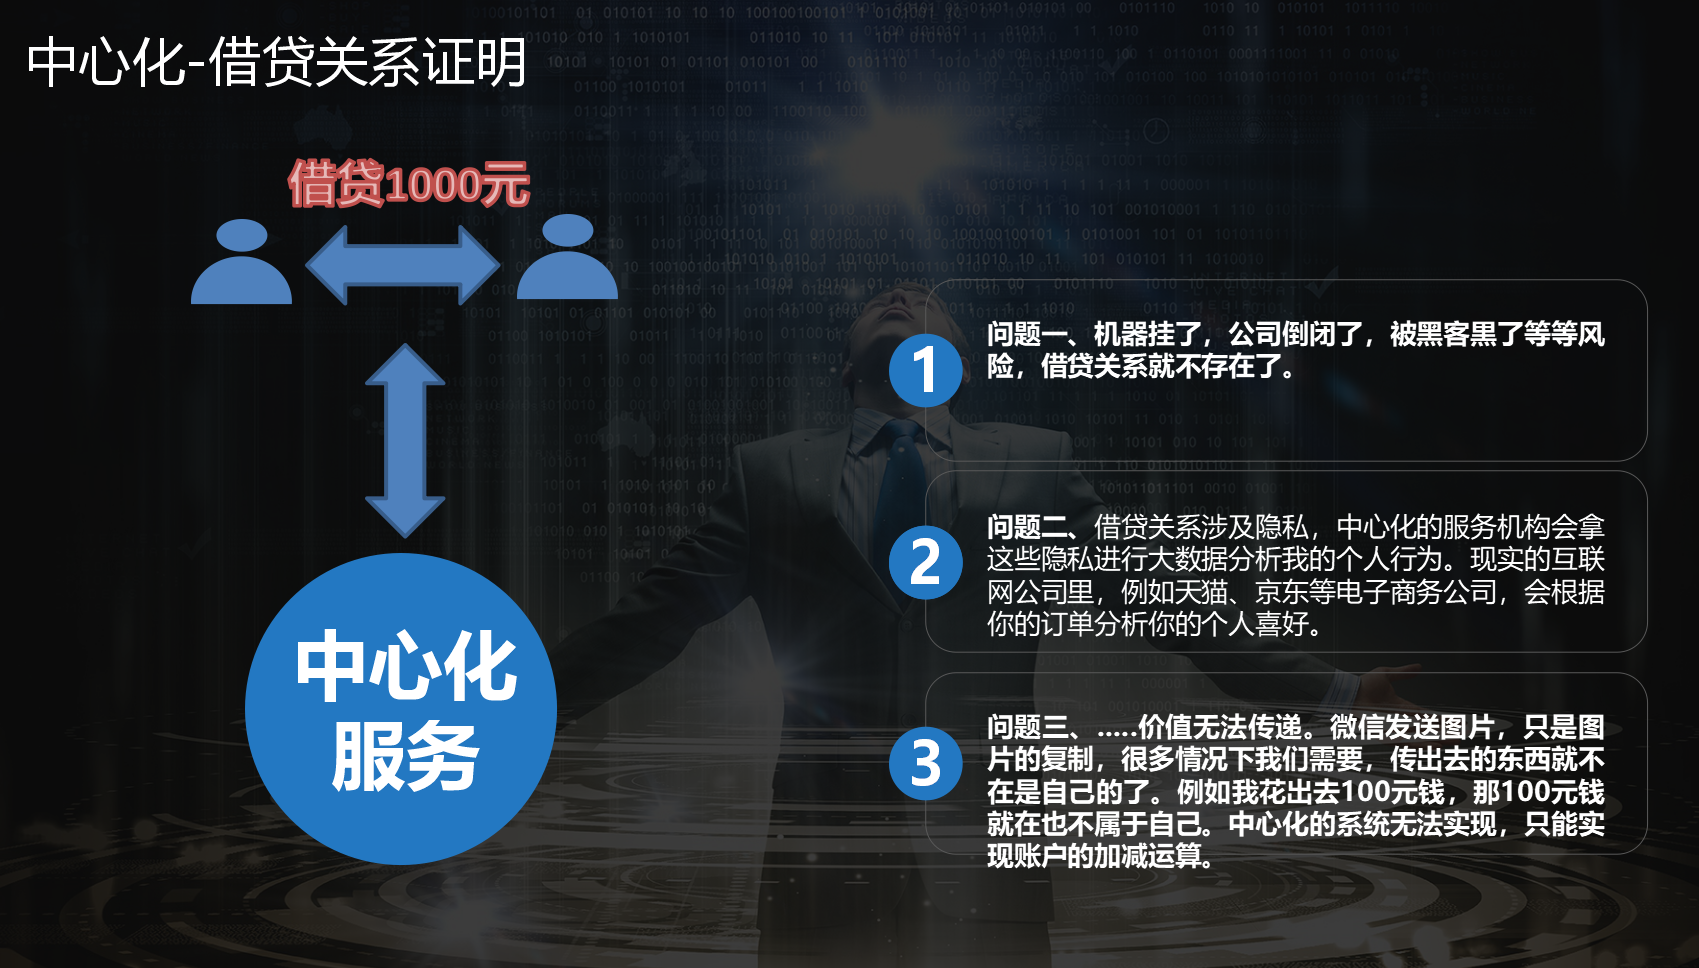 中心化-借贷关系证明
借贷1000元
中心化
服务
1
问题一、机器挂了，公司倒闭了，被黑客黑了等等风
险，借贷关系就不存在了。
2
问题二、借贷关系涉及隐私，中心化的服务机构会拿
这些隐私进行大数据分析我的个人行为。现实的互联
网公司里，例如天猫、京东等电子商务公司，会根据
你的订单分析你的个人喜好。
3
问题三、.....价值无法传递。微信发送图片，只是图
片的复制，很多情况下我们需要，传出去的东西就不
在是自己的了。例如我花出去100元钱，那100元钱
就在也不属于自己。中心化的系统无法实现，只能实
现账户的加减运算。